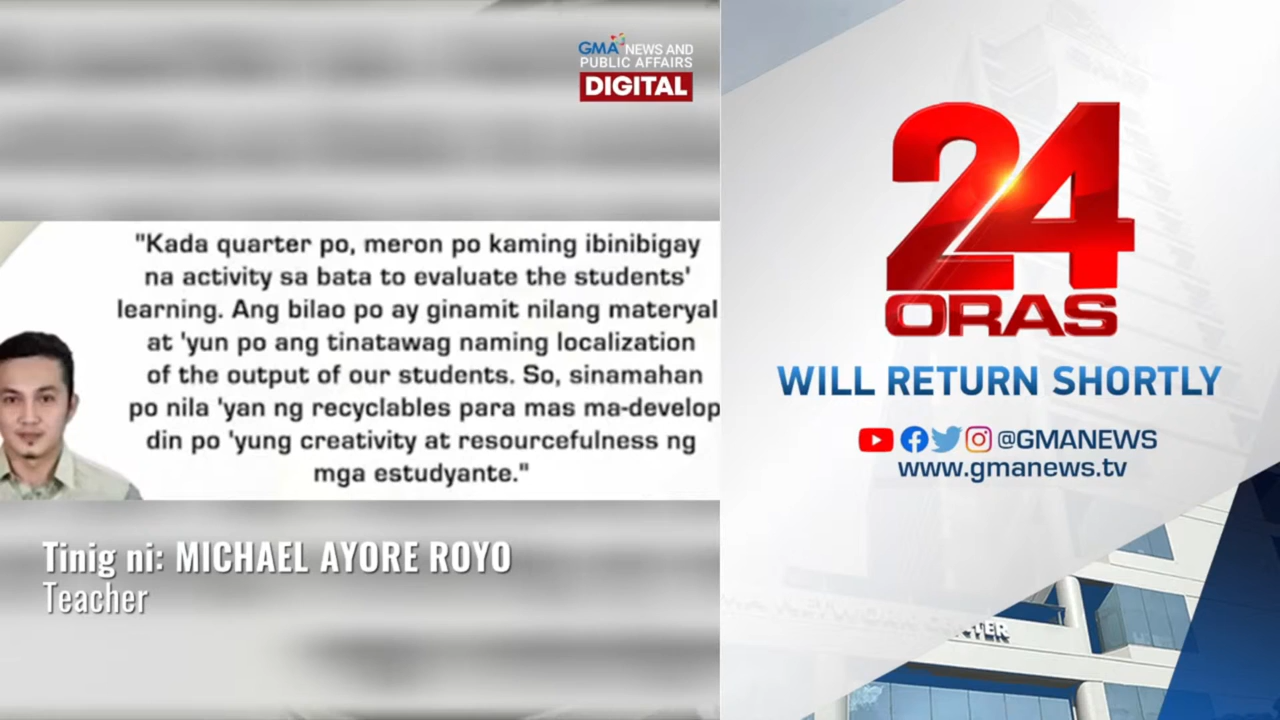 GMA NEWS AND
PUBLIC AFFAIRS
DIGITAL
"Kada quarter po, meron po kaming ibinibigay
na activity sa bata to evaluate the students'
learning. Ang bilao po ay ginamit nilang materyal
at 'yun po ang tinatawag naming localization
of the output of our students. So, sinamahan
po nila 'yan ng recyclables para mas ma-develop
din po 'yung creativity at resourcefulness ng
mga estudyante."
Tinig ni: MICHAEL AYORE ROYO
Teacher
24
ORAS
WILL RETURN SHORTLY
@GMANEWS
www.gmanews.tv